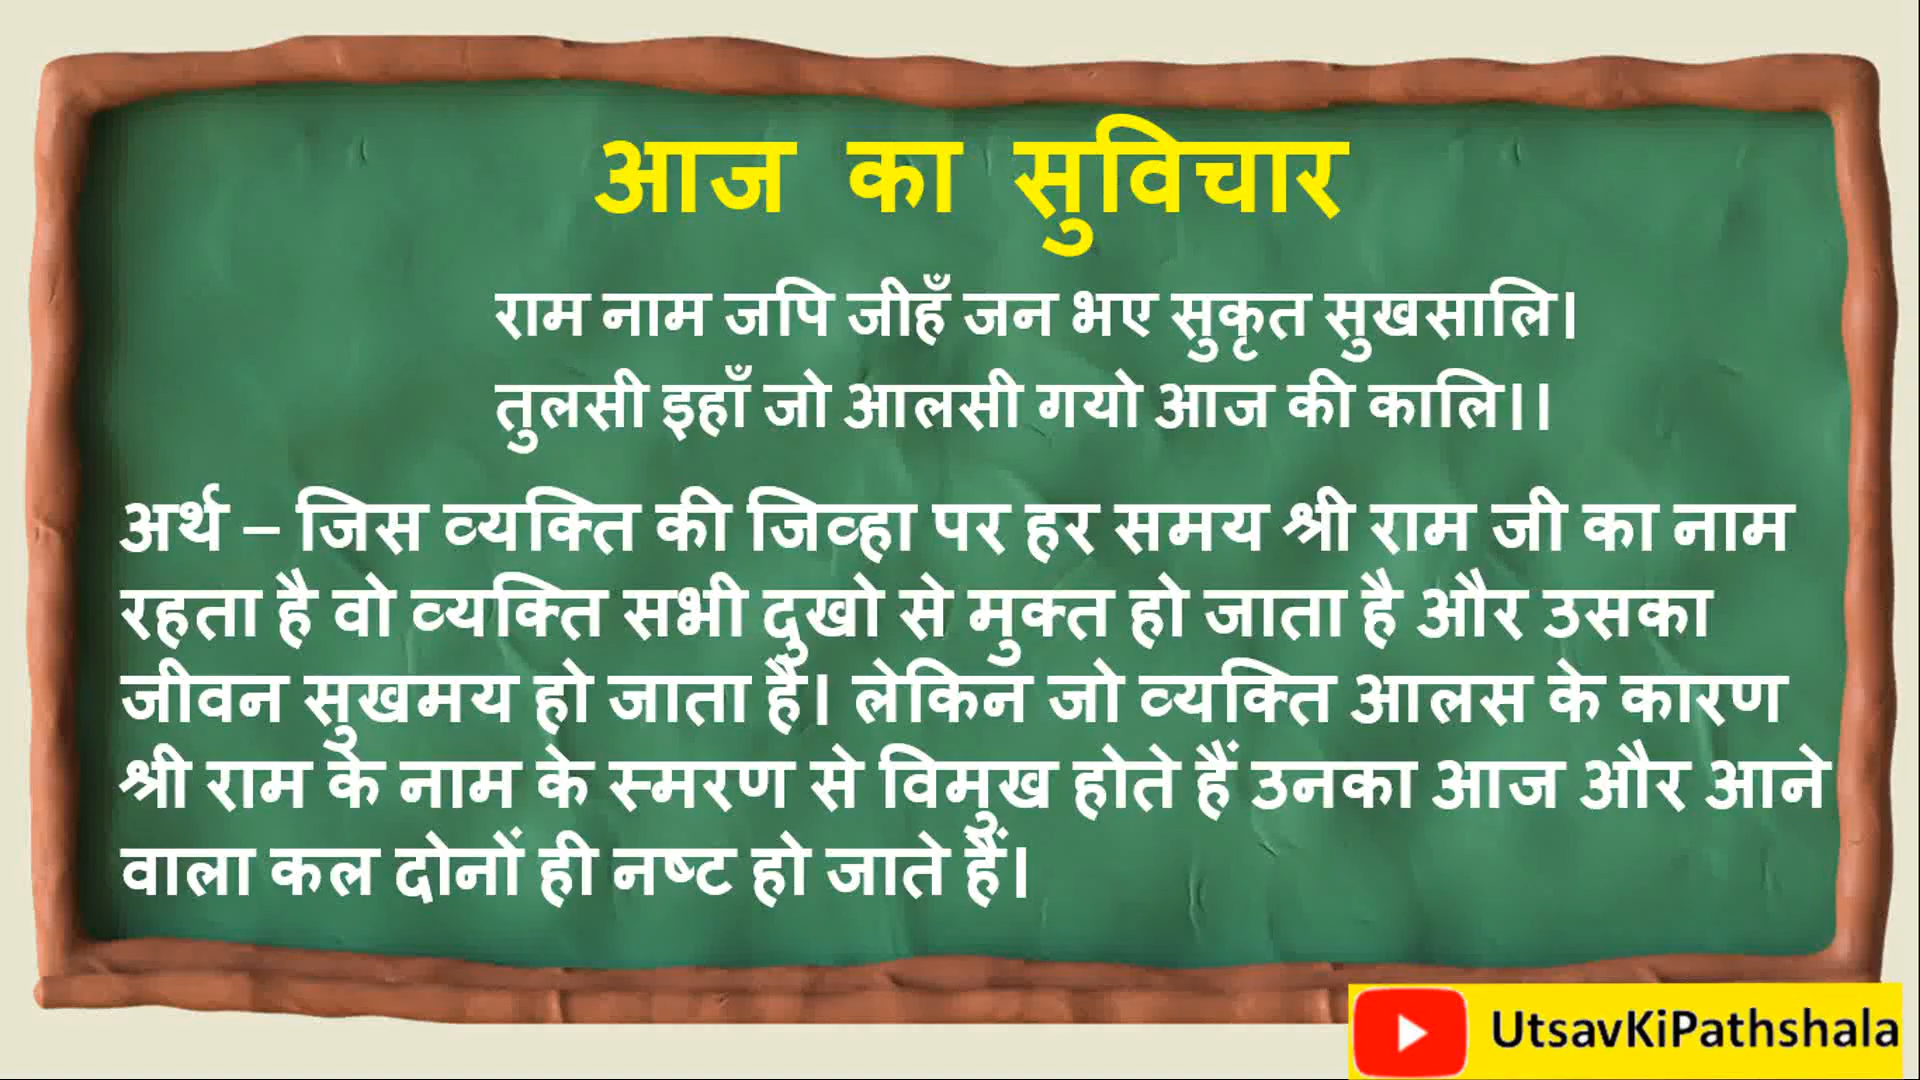 आज का सुविचार
राम नाम जपि जीहँ जन भए सुकृत सुखसालि।
तुलसी इहाँ जो आलसी गयो आज की कालि।।
अर्थ – जिस व्यक्ति की जिव्हा पर हर समय श्री राम जी का नाम
रहता है वो व्यक्ति सभी दुखो से मुक्त हो जाता है और उसका
जीवन सुखमय हो जाता हैं। लेकिन जो व्यक्ति आलस के कारण
श्री राम के नाम के स्मरण से विमुख होते हैं उनका आज और आने
वाला कल दोनों ही नष्ट हो जाते हैं।
UtsavKiPathshala